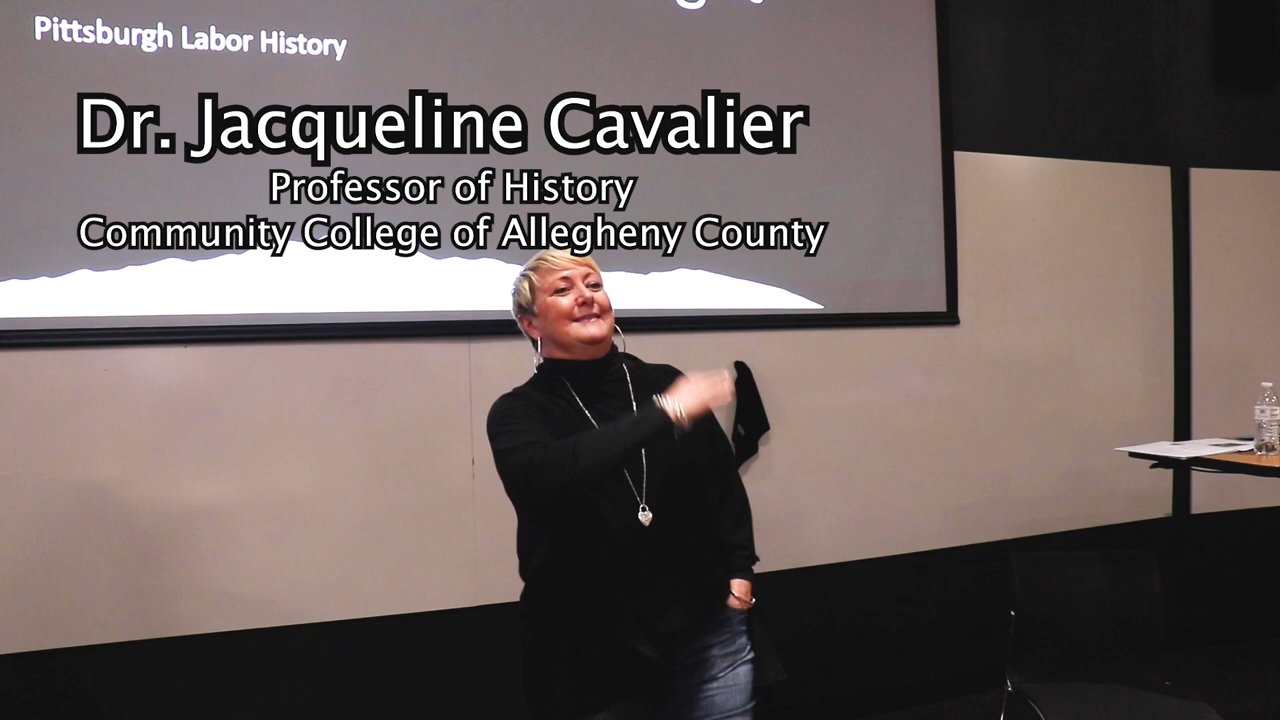 Pittsburgh Labor History
Dr. Jacqueline Cavalier
Professor of History
Community College of Allegheny County